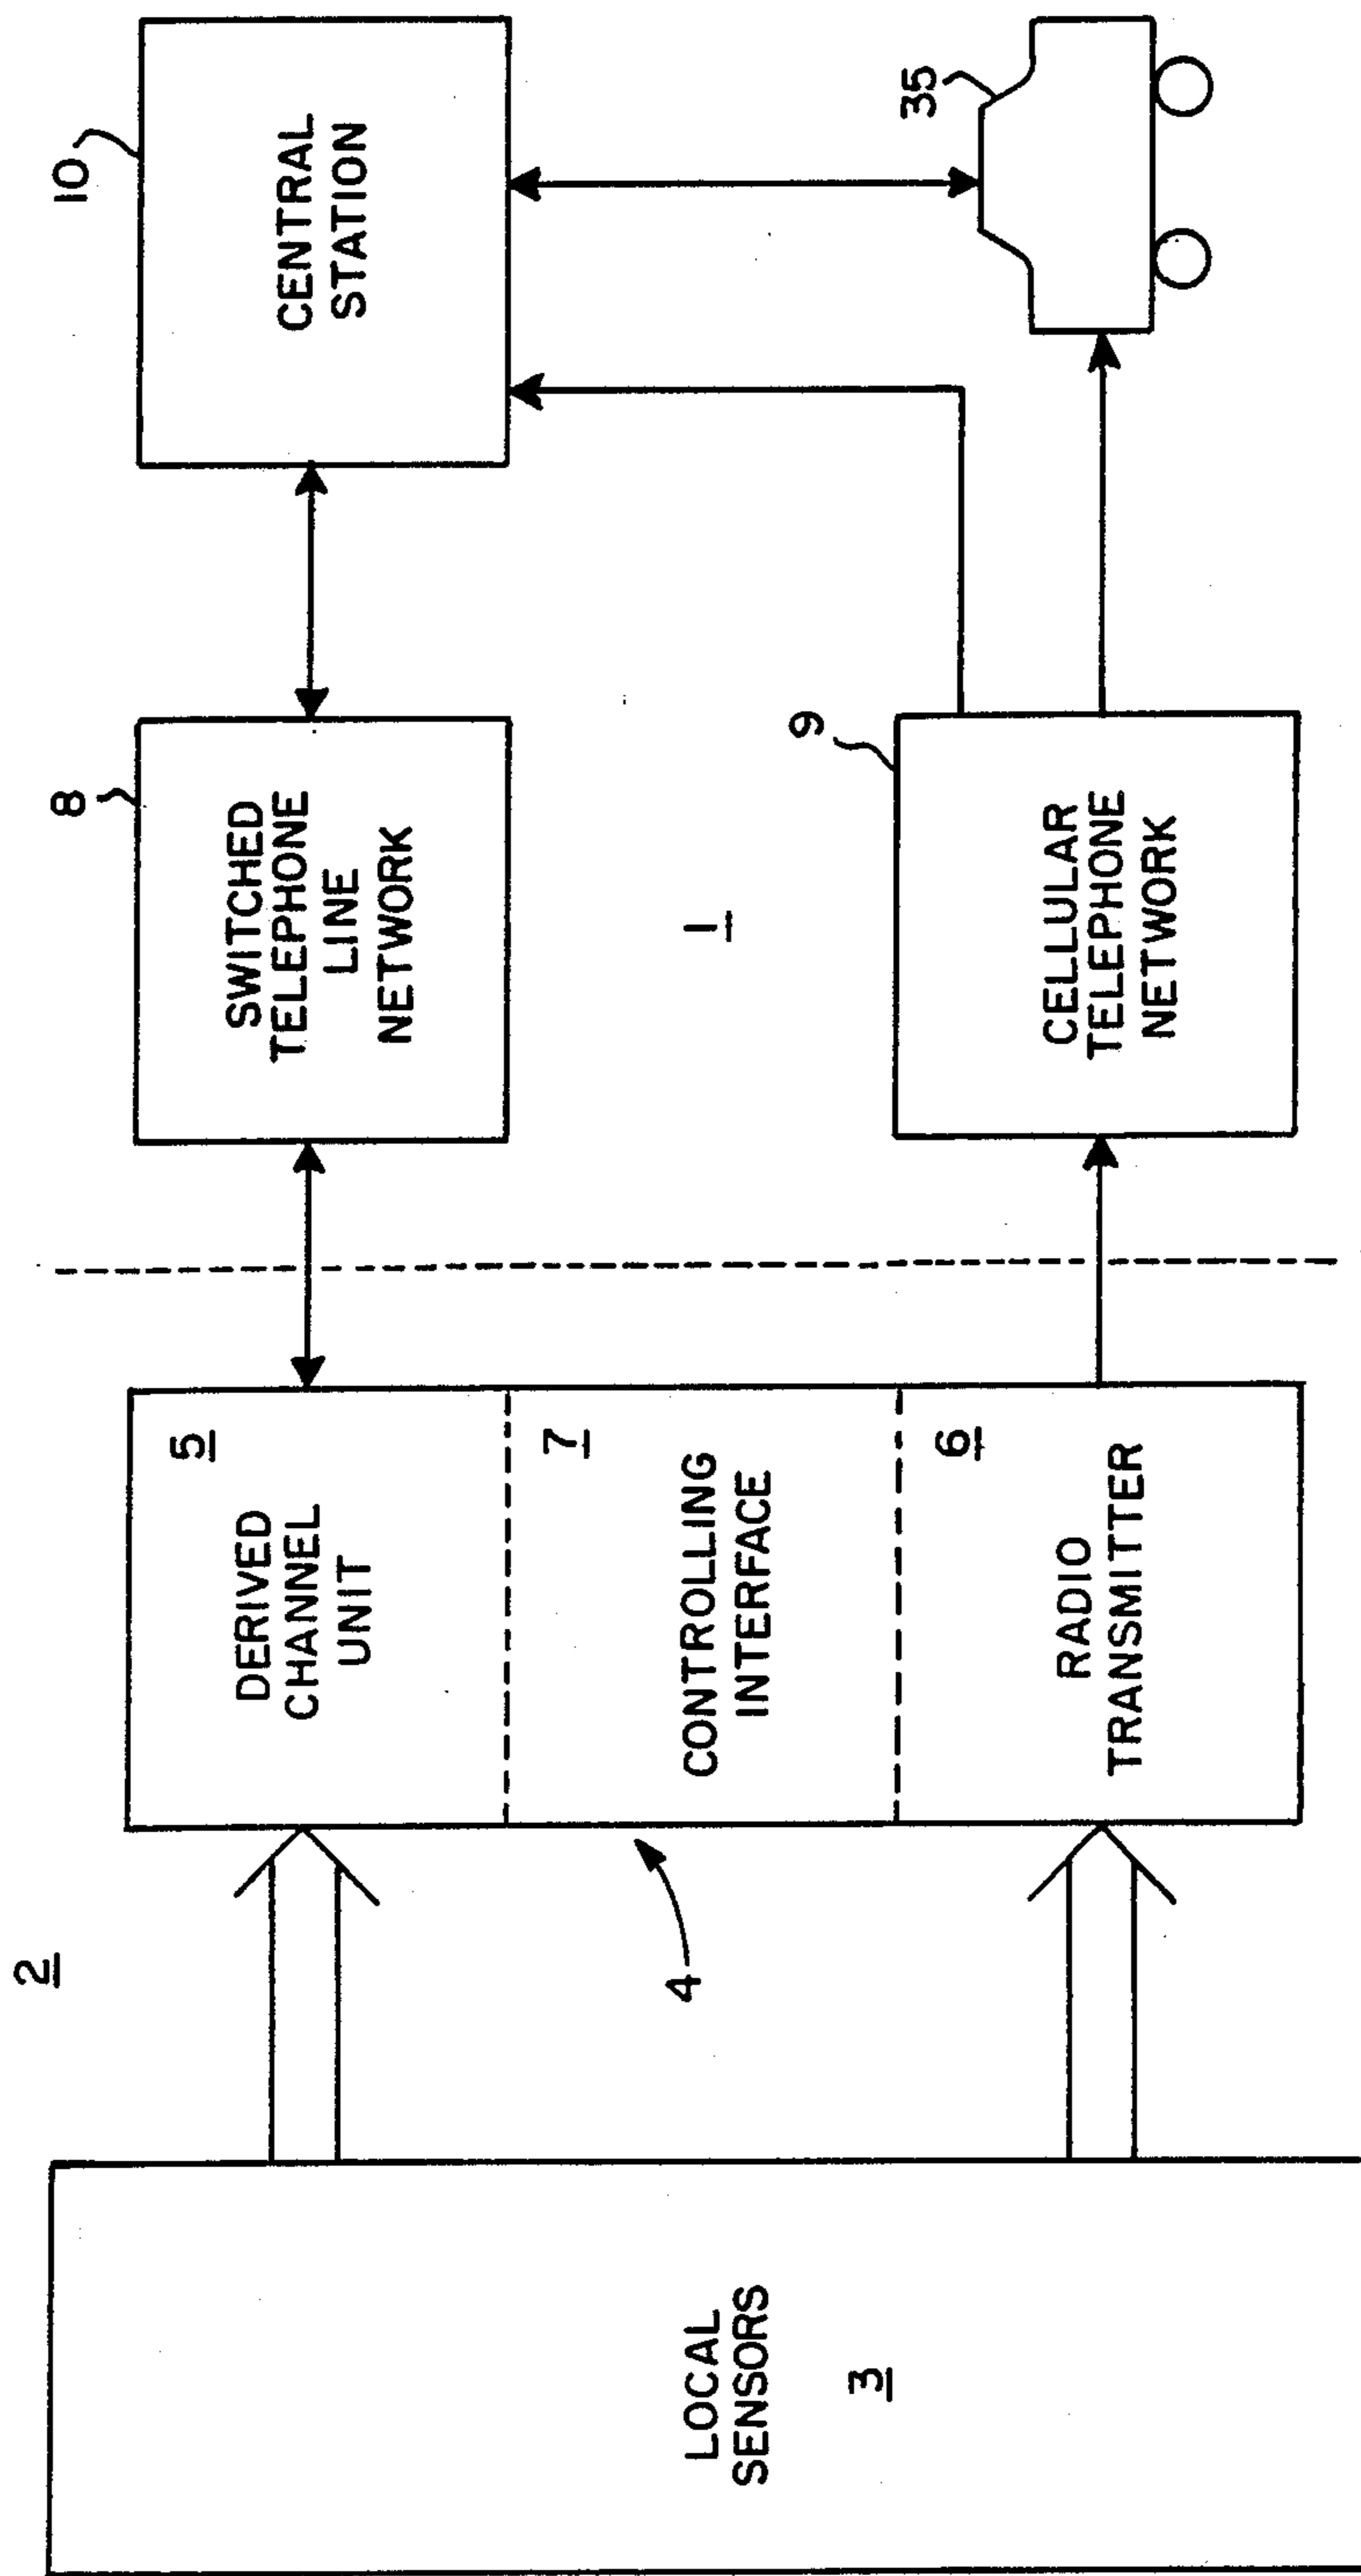 2
LOCAL
SENSORS
3
4
DERIVED
CHANNEL
UNIT
5
CONTROLLING
INTERFACE
7
RADIO
TRANSMITTER
6
8
SWITCHED
TELEPHONE
LINE
NETWORK
1
9
CELLULAR
TELEPHONE
NETWORK
10
CENTRAL
STATION
35